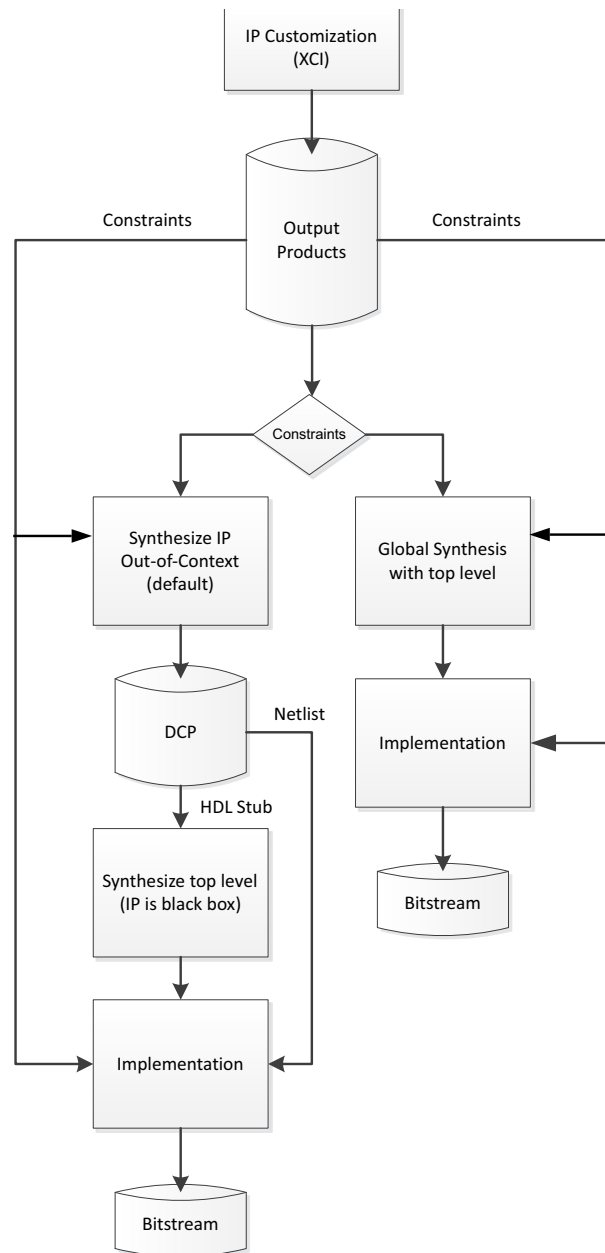 IP Customization
(XCI)
Constraints
Output
Products
Constraints
Constraints
Synthesize IP
Out-of-Context
(default)
Global Synthesis
with top level
DCP
Netlist
Implementation
HDL Stub
Synthesize top level
(IP is black box)
Bitstream
Implementation
Bitstream